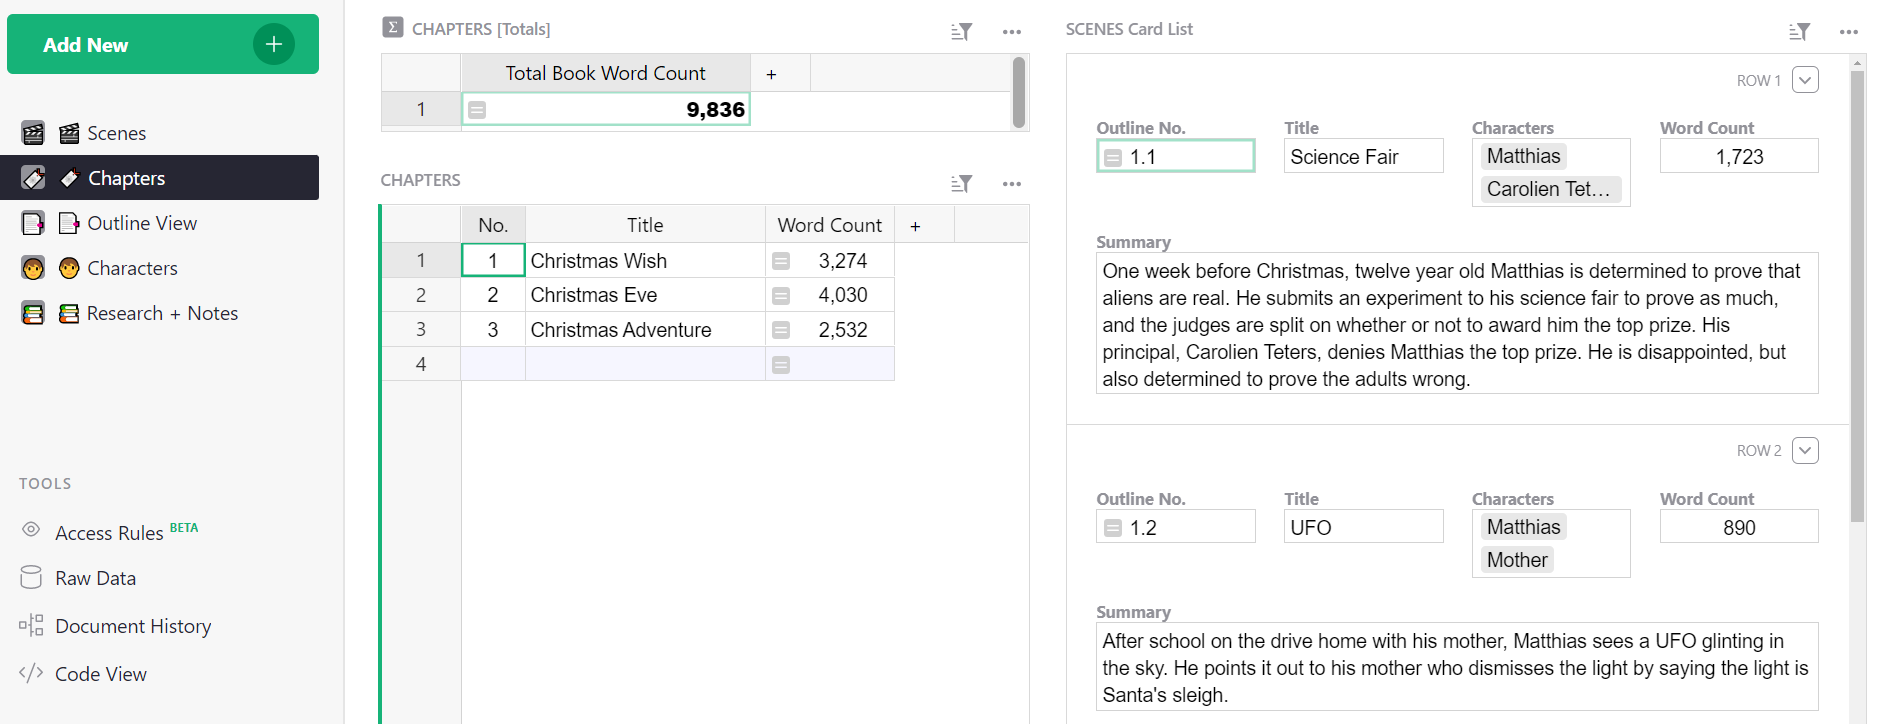 Add New
+
Scenes
Chapters
Outline View
Characters
Research + Notes
TOOLS
Access Rules BETA
Raw Data
Document History
Code View
Σ CHAPTERS [Totals]
Total Book Word Count +
1 = 9,836
CHAPTERS
No. Title Word Count +
1 1 Christmas Wish = 3,274
2 2 Christmas Eve = 4,030
3 3 Christmas Adventure = 2,532
4 =
SCENES Card List
ROW 1
Outline No. Title Characters Word Count
= 1.1 Science Fair Matthias 1,723
Carolien Tet...
Summary
One week before Christmas, twelve year old Matthias is determined to prove that
aliens are real. He submits an experiment to his science fair to prove as much,
and the judges are split on whether or not to award him the top prize. His
principal, Carolien Teters, denies Matthias the top prize. He is disappointed, but
also determined to prove the adults wrong.
ROW 2
Outline No. Title Characters Word Count
= 1.2 UFO Matthias 890
Mother
Summary
After school on the drive home with his mother, Matthias sees a UFO glinting in
the sky. He points it out to his mother who dismisses the light by saying the light is
Santa's sleigh.